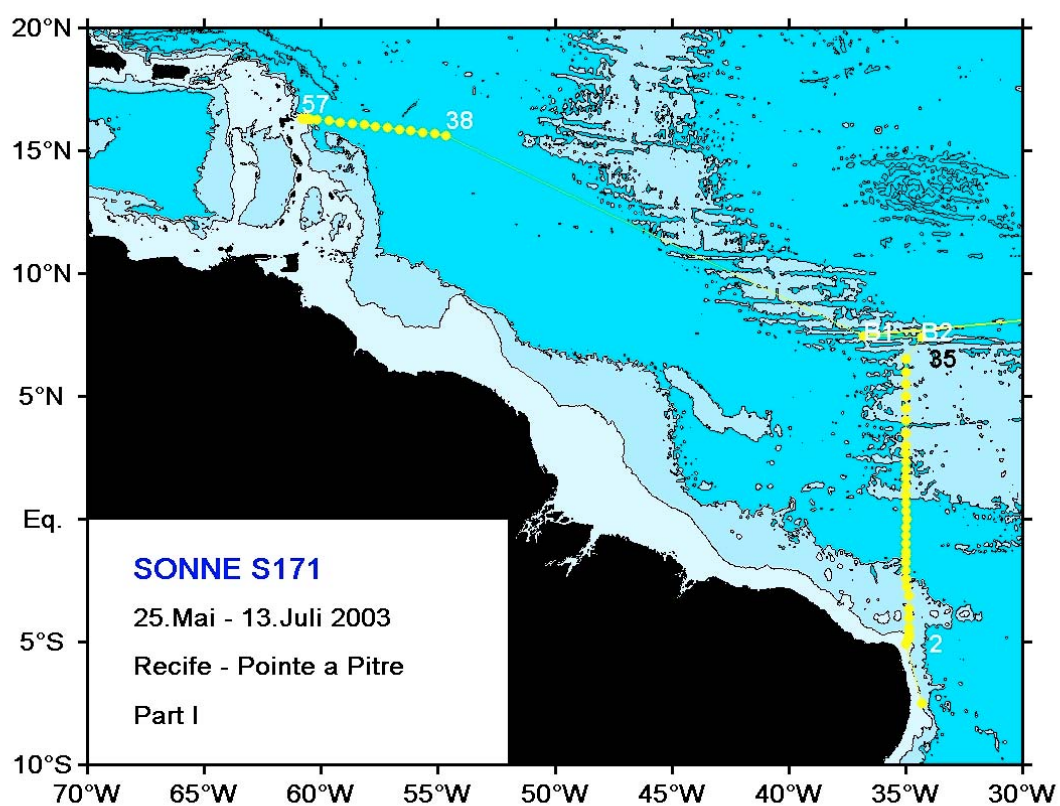 20°N
57
38
15°N
10°N
B1 B2
35
5°N
Eq.
SONNE S171
25.Mai - 13.Juli 2003
5°S
2
Recife - Pointe a Pitre
Part I
10°S
70°W 65°W 60°W 55°W 50°W 45°W 40°W 35°W 30°W